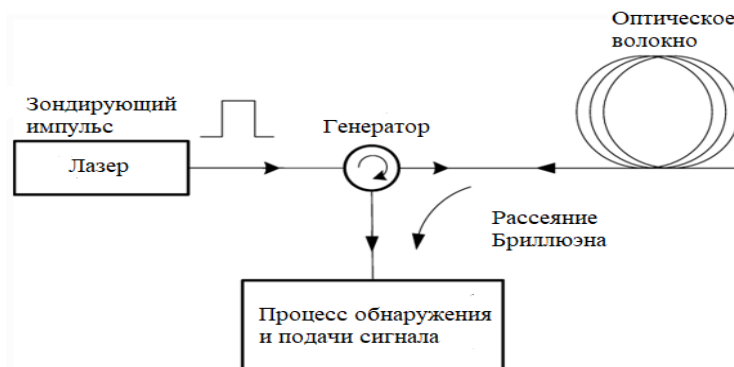 Оптическое
волокно
Зондирующий
импульс
Генератор
Лазер
Рассеяние
Бриллюэна
Процесс обнаружения
и подачи сигнала